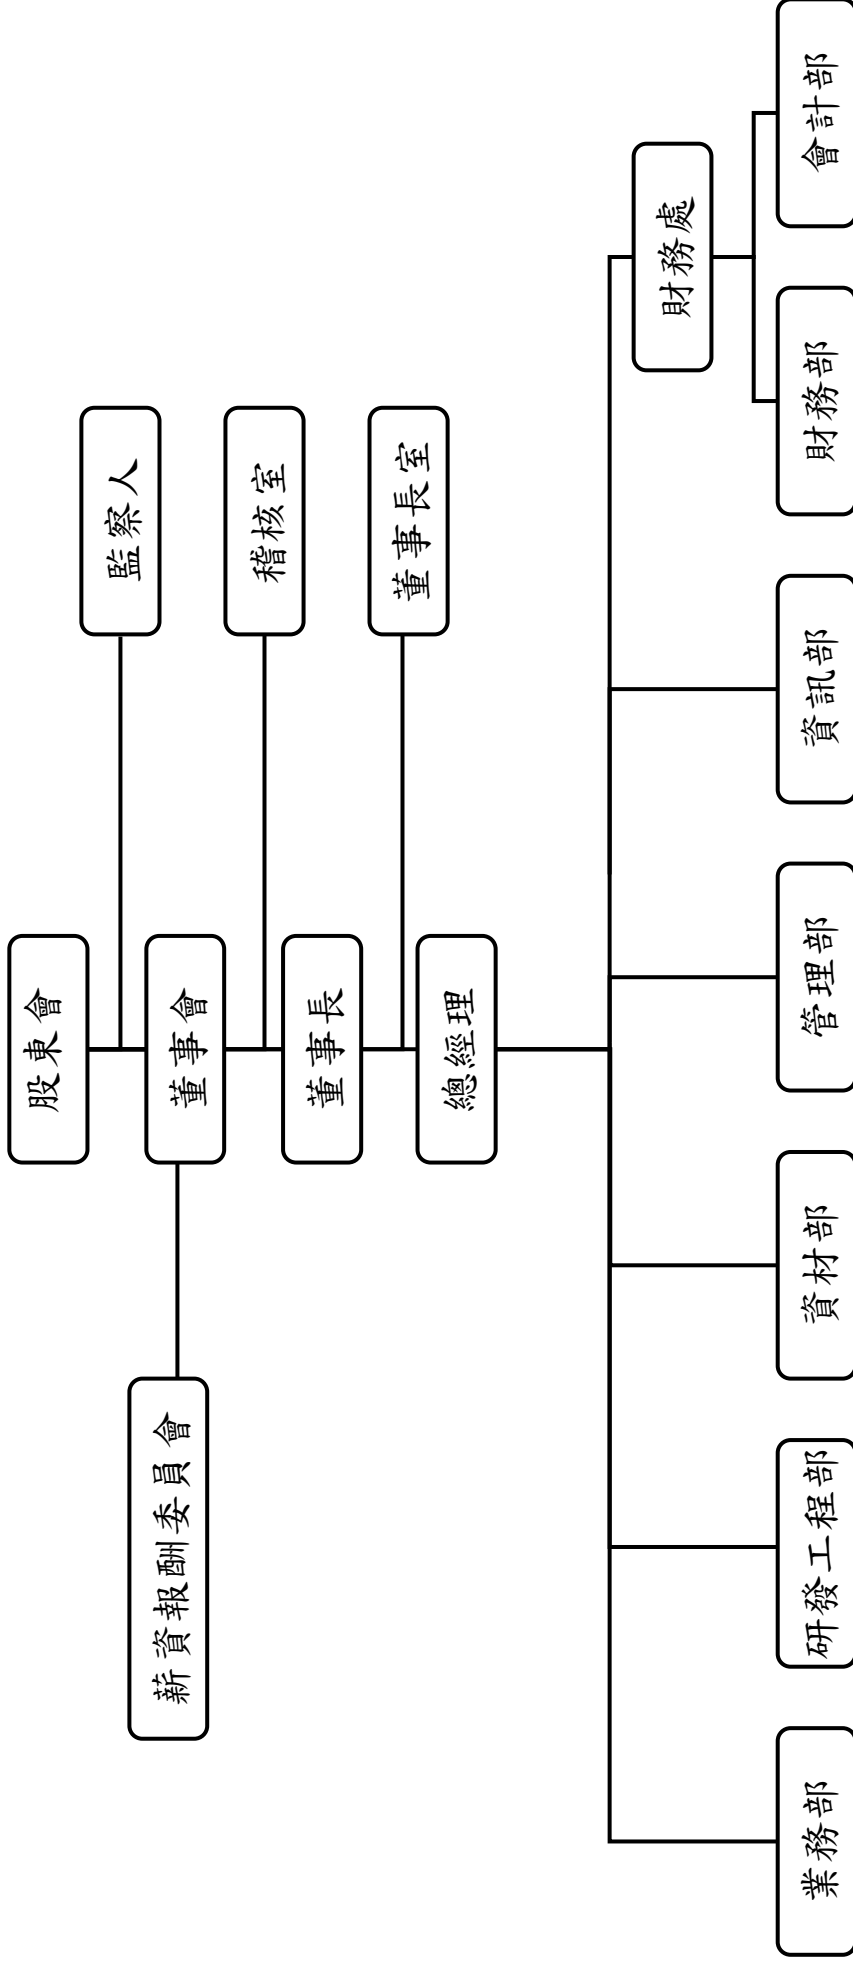 股東會
監察人
薪資報酬委員會
董事會
稽核室
董事長
董事長室
總經理
財務處
業務部
研發工程部
資材部
管理部
資訊部
財務部
會計部